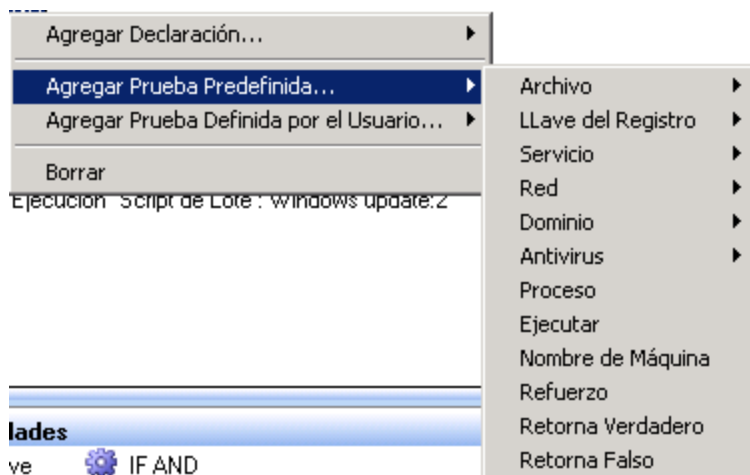 Agregar Declaración...
Agregar Prueba Predefinida...
Agregar Prueba Definida por el Usuario...
Borrar
Archivo
LLave del Registro
Servicio
Red
Dominio
Antivirus
Proceso
Ejecutar
Nombre de Máquina
Refuerzo
Retorna Verdadero
Retorna Falso
Ejecución "Script de Lote": Windows update:2
lades
ve IF AND